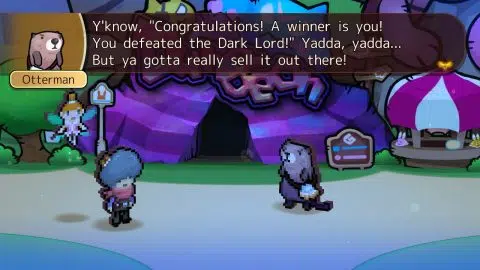 Y'know, "Congratulations! A winner is you!
You defeated the Dark Lord!" Yadda, yadda...
But ya gotta really sell it out there!
Otterman